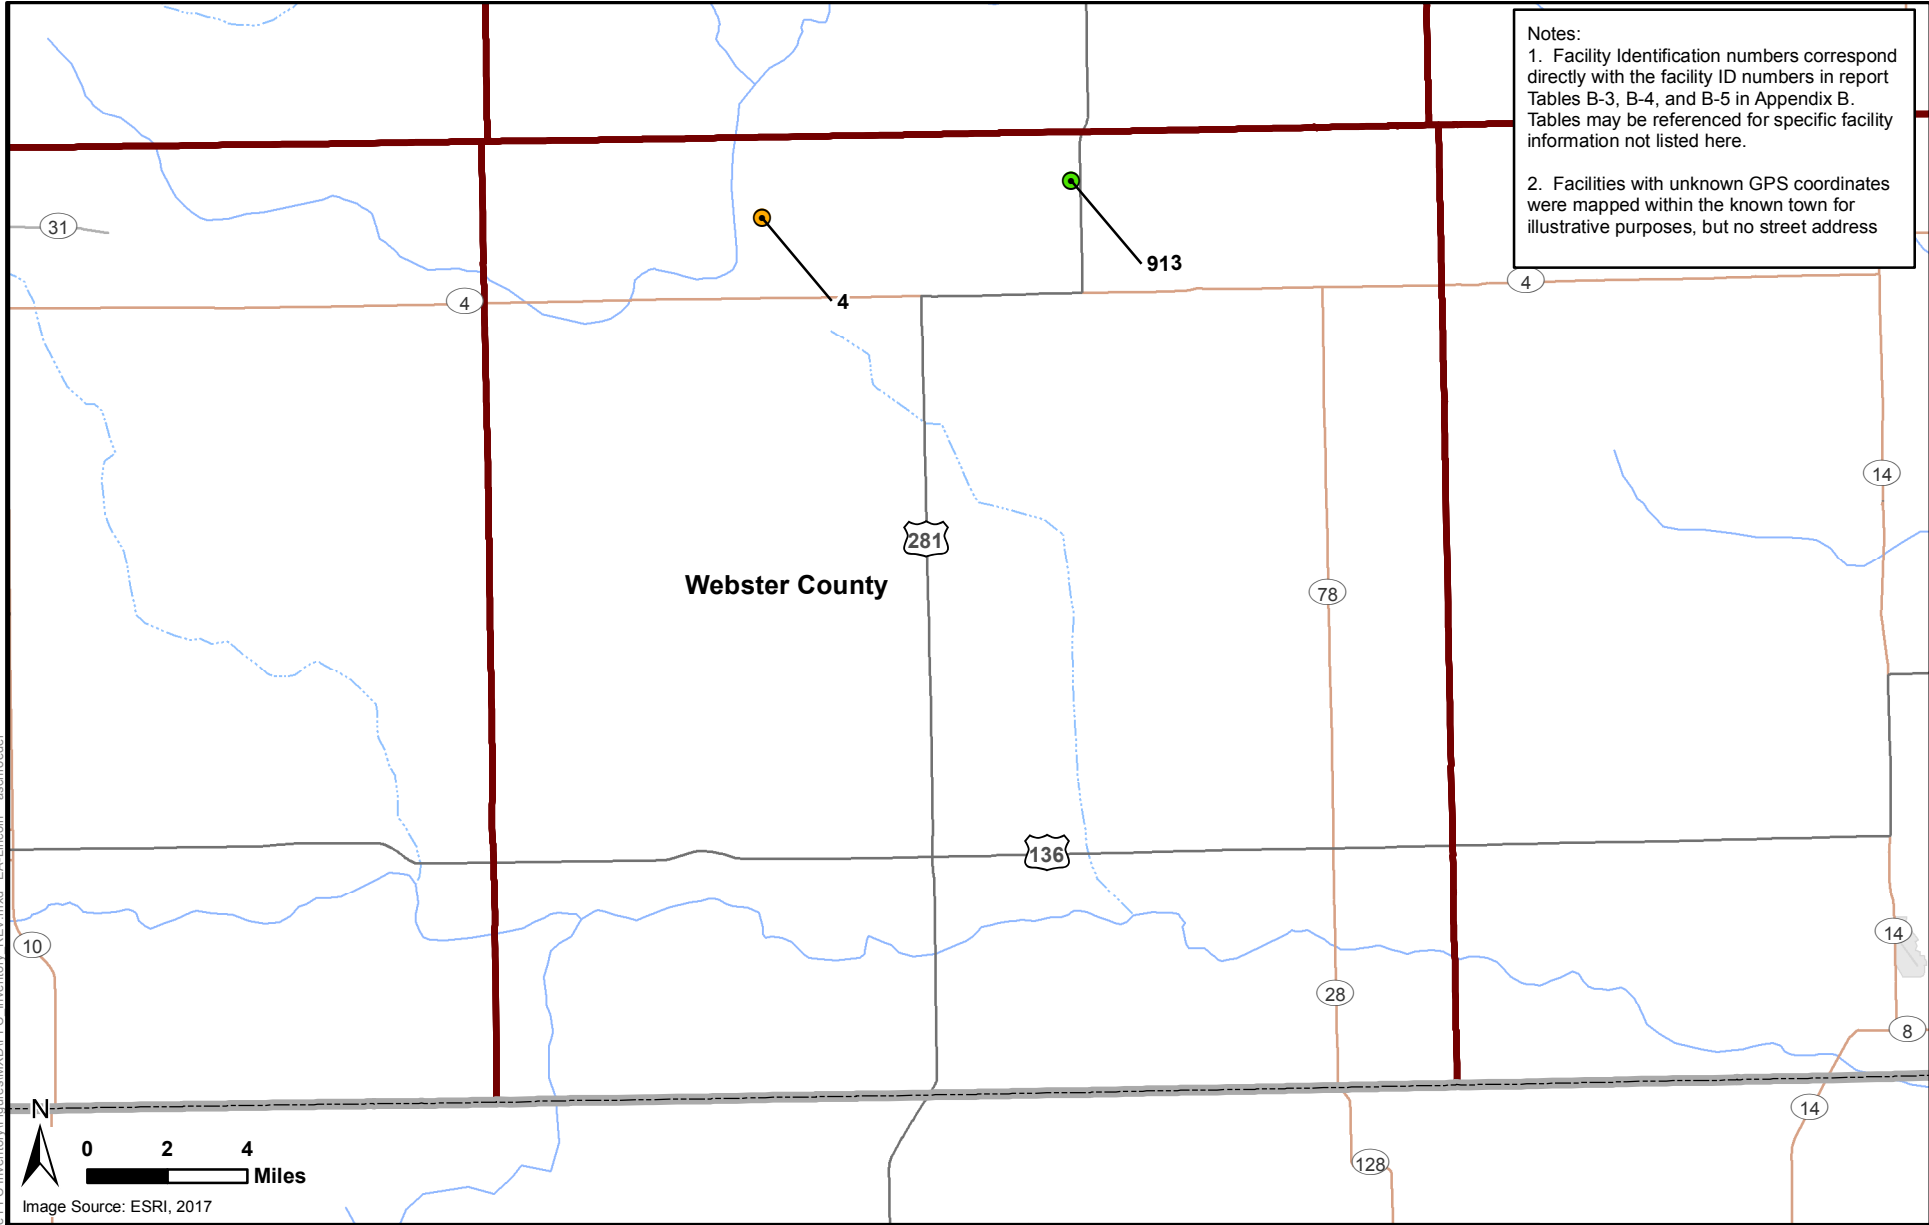 Notes:
1. Facility Identification numbers correspond
directly with the facility ID numbers in report
Tables B-3, B-4, and B-5 in Appendix B.
Tables may be referenced for specific facility
information not listed here.
2. Facilities with unknown GPS coordinates
were mapped within the known town for
illustrative purposes, but no street address
31
913
4
4
4
14
281
Webster County
78
136
10
14
28
8
14
128
N
0 2 4
Miles
Image Source: ESRI, 2017